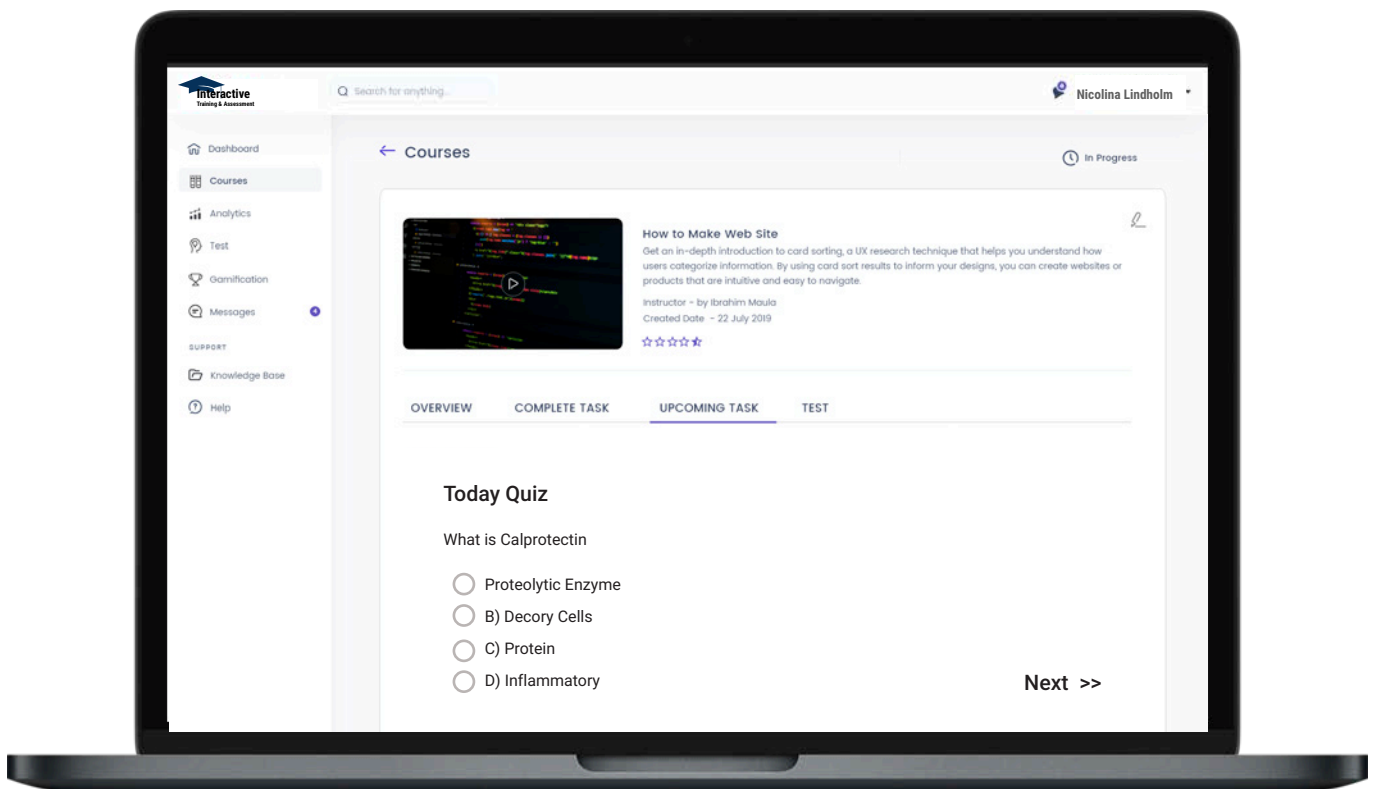 Interactive
Training & Assessment
Search for anything...
Nicolina Lindholm
Dashboard
Courses
Analytics
Test
Gamification
Messages
4
SUPPORT
Knowledge Base
Help
Courses
In Progress
How to Make Web Site
Get an in-depth introduction to card sorting, a UX research technique that helps you understand how
users categorize information. By using card sort results to inform your designs, you can create websites or
products that are intuitive and easy to navigate.
Instructor - by Ibrahim Maula
Created Date - 22 July 2019
OVERVIEW COMPLETE TASK UPCOMING TASK TEST
Today Quiz
What is Calprotectin
Proteolytic Enzyme
B) Decory Cells
C) Protein
D) Inflammatory
Next >>